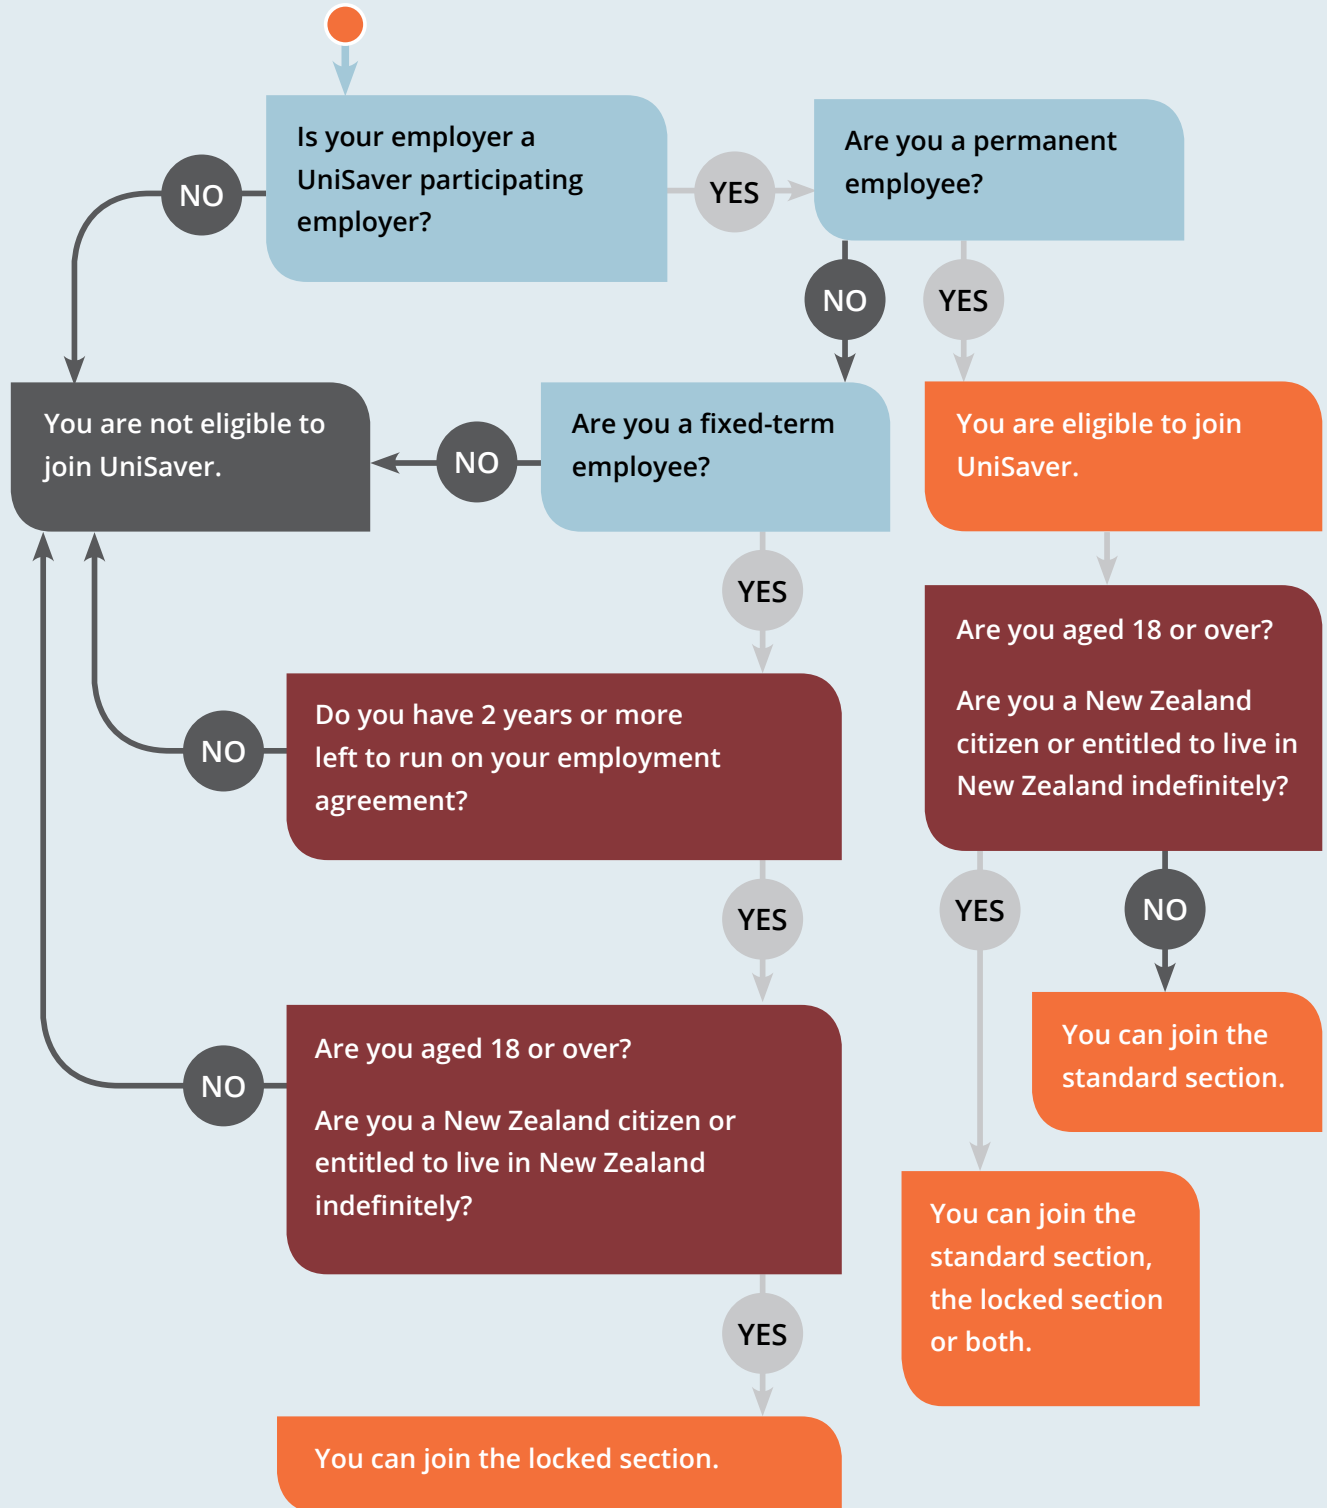 Is your employer a
UniSaver participating
employer?
NO
YES
Are you a permanent
employee?
NO
YES
You are not eligible to
join UniSaver.
NO
Are you a fixed-term
employee?
You are eligible to join
UniSaver.
YES
Are you aged 18 or over?
Are you a New Zealand
citizen or entitled to live in
New Zealand indefinitely?
Do you have 2 years or more
left to run on your employment
agreement?
NO
YES
YES
NO
You can join the
standard section.
Are you aged 18 or over?
Are you a New Zealand citizen or
entitled to live in New Zealand
indefinitely?
NO
You can join the
standard section,
the locked section
or both.
YES
You can join the locked section.